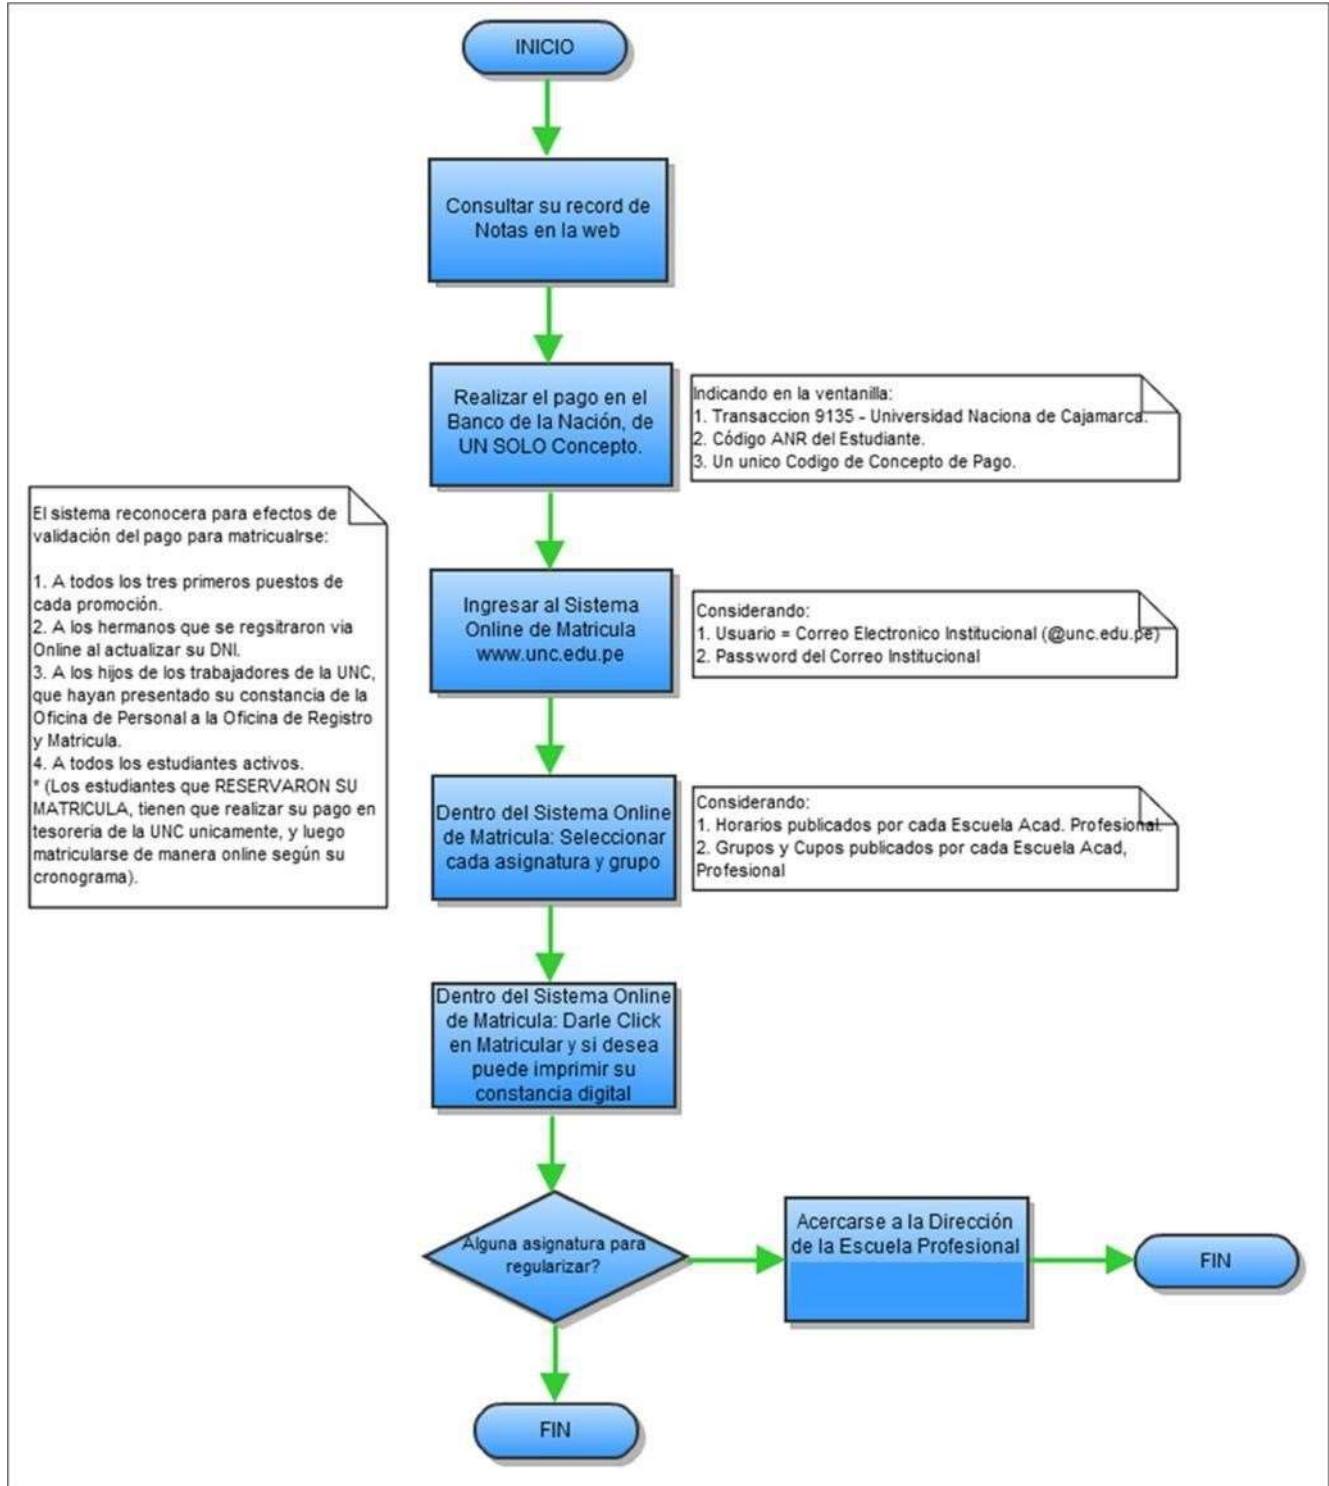 INICIO
Consultar su record de
Notas en la web
Realizar el pago en el
Banco de la Nación, de
UN SOLO Concepto.
Indicando en la ventanilla:
1. Transaccion 9135 - Universidad Naciona de Cajamarca.
2. Código ANR del Estudiante.
3. Un unico Codigo de Concepto de Pago.
El sistema reconocera para efectos de
validación del pago para matricualrse:
1. A todos los tres primeros puestos de
cada promoción.
2. A los hermanos que se regsitraron via
Online al actualizar su DNI.
3. A los hijos de los trabajadores de la UNC,
que hayan presentado su constancia de la
Oficina de Personal a la Oficina de Registro
y Matricula.
4. A todos los estudiantes activos.
* (Los estudiantes que RESERVARON SU
MATRICULA, tienen que realizar su pago en
tesoreria de la UNC unicamente, y luego
matricularse de manera online según su
cronograma).
Ingresar al Sistema
Online de Matricula
www.unc.edu.pe
Considerando:
1. Usuario = Correo Electronico Institucional (@unc.edu.pe)
2. Password del Correo Institucional
Dentro del Sistema Online
de Matricula: Seleccionar
cada asignatura y grupo
Considerando:
1. Horarios publicados por cada Escuela Acad. Profesional.
2. Grupos y Cupos publicados por cada Escuela Acad,
Profesional
Dentro del Sistema Online
de Matricula: Darle Click
en Matricular y si desea
puede imprimir su
constancia digital
Alguna asignatura para
regularizar?
Acercarse a la Dirección
de la Escuela Profesional
FIN
FIN